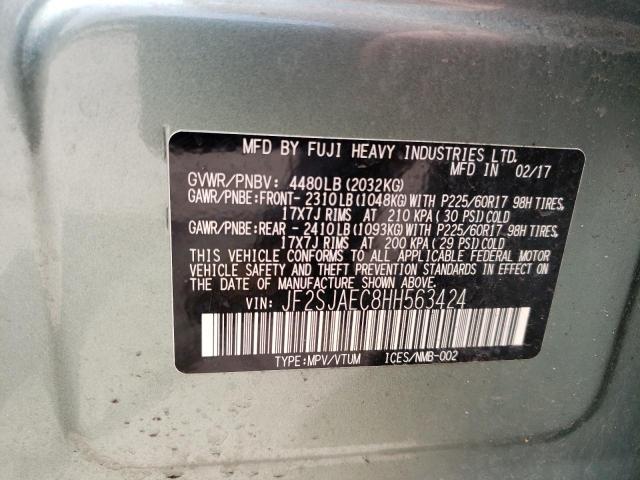 MFD BY FUJI HEAVY INDUSTRIES LTD.
MFD IN 02/17
GVWR/PNBV: 4480LB(2032KG)
GAWR/PNBE:FRONT- 2310LB(1048KG)WITH P225/60R17 98H TIRES,
17X7J RIMS AT 210 KPA( 30 PSI)COLD
GAWR/PNBE:REAR - 2410LB(1093KG)WITH P225/60R17 98H TIRES,
17X7J RIMS AT 200 KPA( 29 PSI)COLD
THIS VEHICLE CONFORMS TO ALL APPLICABLE FEDERAL MOTOR
VEHICLE SAFETY AND THEFT PREVENTION STANDARDS IN EFFECT ON
THE DATE OF MANUFACTURE SHOWN ABOVE.
VIN: JF2SJAEC8HH563424
TYPE:MPV/VTUM ICES/NMB-002